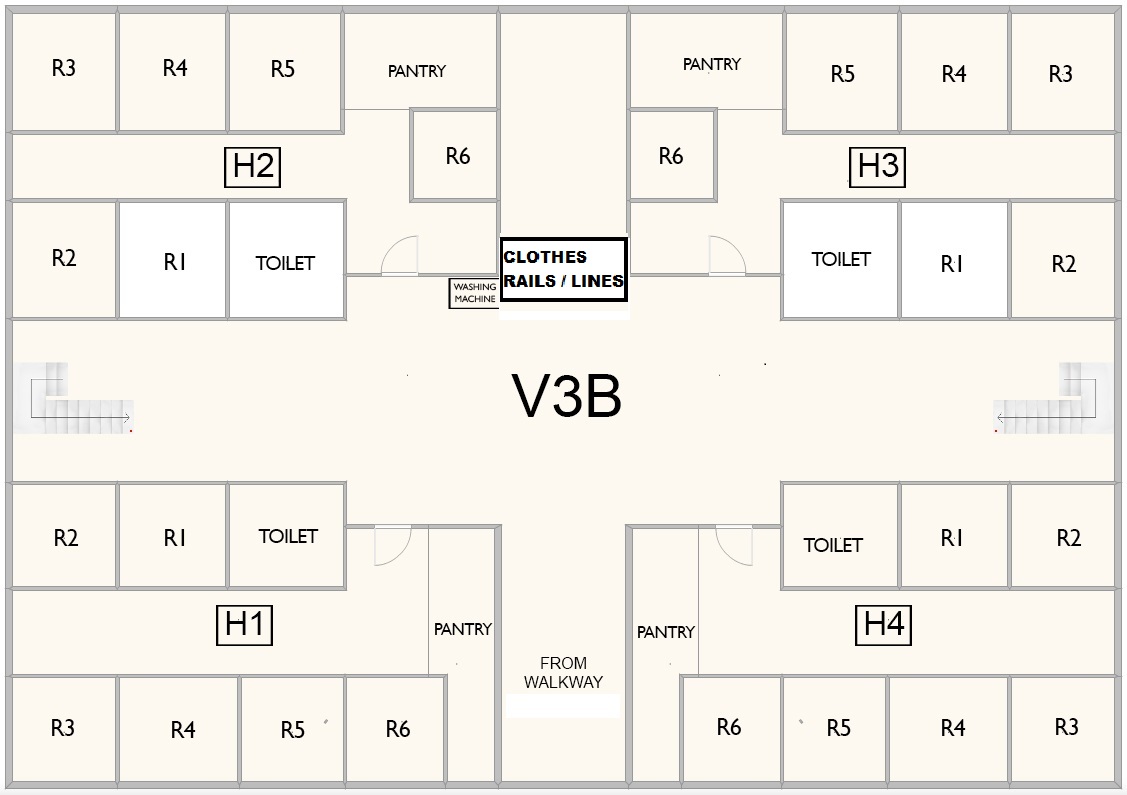 R3
R4
R5
PANTRY
PANTRY
R5
R4
R3
R6
R6
H2
H3
R2
R1
TOILET
CLOTHES
RAILS / LINES
TOILET
R1
R2
WASHING
MACHINE
V3B
R2
R1
TOILET
TOILET
R1
R2
H1
PANTRY
PANTRY
H4
FROM
WALKWAY
R3
R4
R5
R6
R6
R5
R4
R3